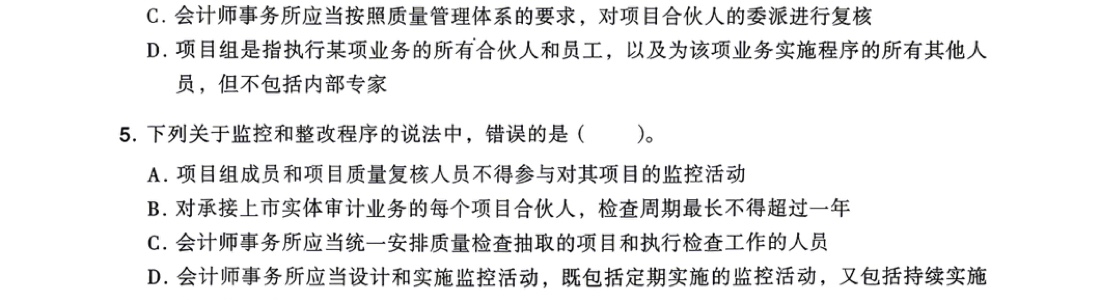 C. 会计师事务所应当按照质量管理体系的要求，对项目合伙人的委派进行复核
D. 项目组是指执行某项业务的所有合伙人和员工，以及为该项业务实施程序的所有其他人
员，但不包括内部专家
5. 下列关于监控和整改程序的说法中，错误的是（　　）。
A. 项目组成员和项目质量复核人员不得参与对其项目的监控活动
B. 对承接上市实体审计业务的每个项目合伙人，检查周期最长不得超过一年
C. 会计师事务所应当统一安排质量检查抽取的项目和执行检查工作的人员
D. 会计师事务所应当设计和实施监控活动，既包括定期实施的监控活动，又包括持续实施